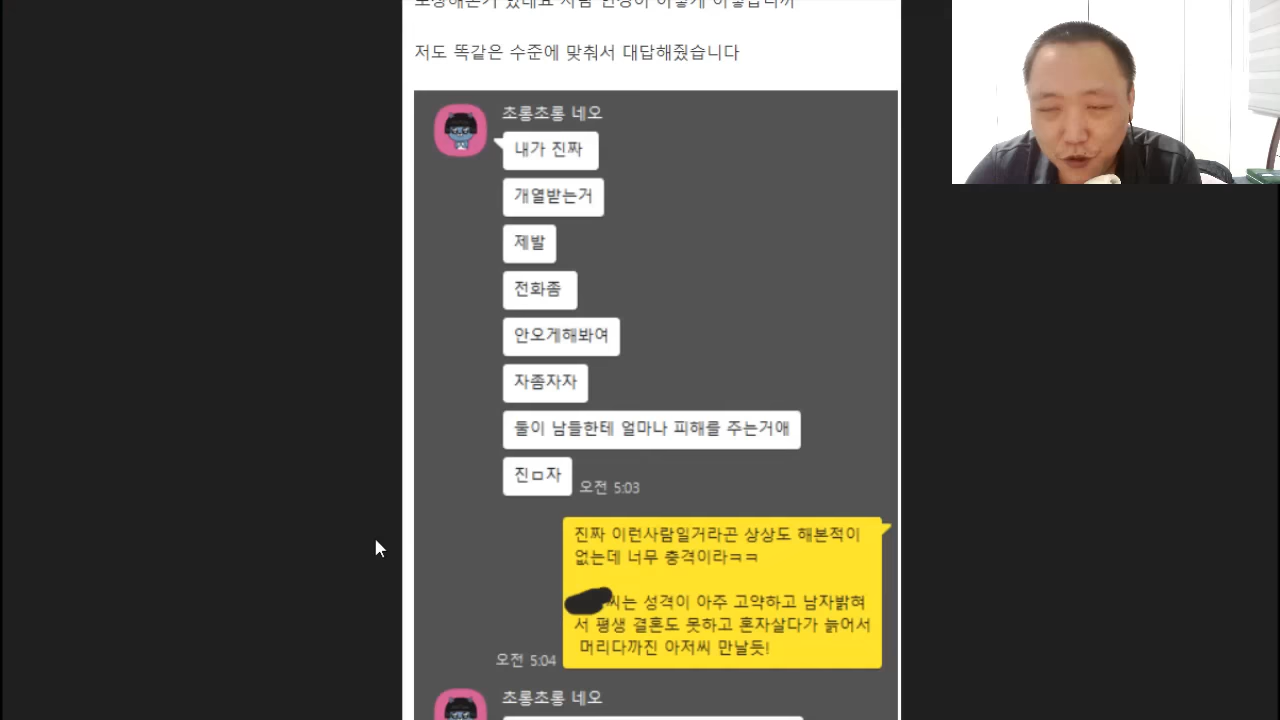 저도 똑같은 수준에 맞춰서 대답해줬습니다
초롱초롱 네오
내가 진짜
개열받는거
제발
전화좀
안오게해봐여
자좀자자
둘이 남들한테 얼마나 피해를 주는거애
진ㅁ자
오전 5:03
진짜 이런사람일거라곤 상상도 해본적이
없는데 너무 충격이라ㅋㅋ
씨는 성격이 아주 고약하고 남자밝혀
서 평생 결혼도 못하고 혼자살다가 늙어서
머리다까진 아저씨 만날듯!
오전 5:04
초롱초롱 네오